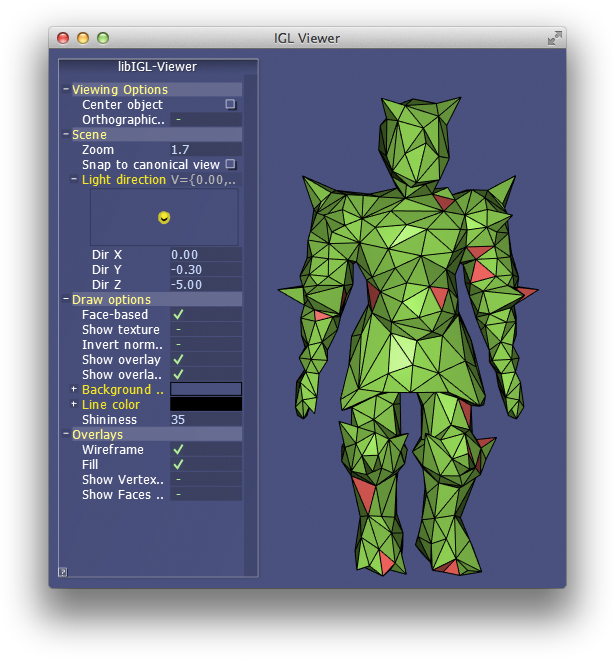 IGL Viewer
libIGL-Viewer
Viewing Options
Center object
Orthographic.. -
Scene
Zoom 1.7
Snap to canonical view
Light direction V={0.00,..
Dir X 0.00
Dir Y -0.30
Dir Z -5.00
Draw options
Face-based
Show texture -
Invert norm.. -
Show overlay
Show overla..
Background ..
Line color
Shininess 35
Overlays
Wireframe
Fill
Show Vertex.. -
Show Faces .. -
?